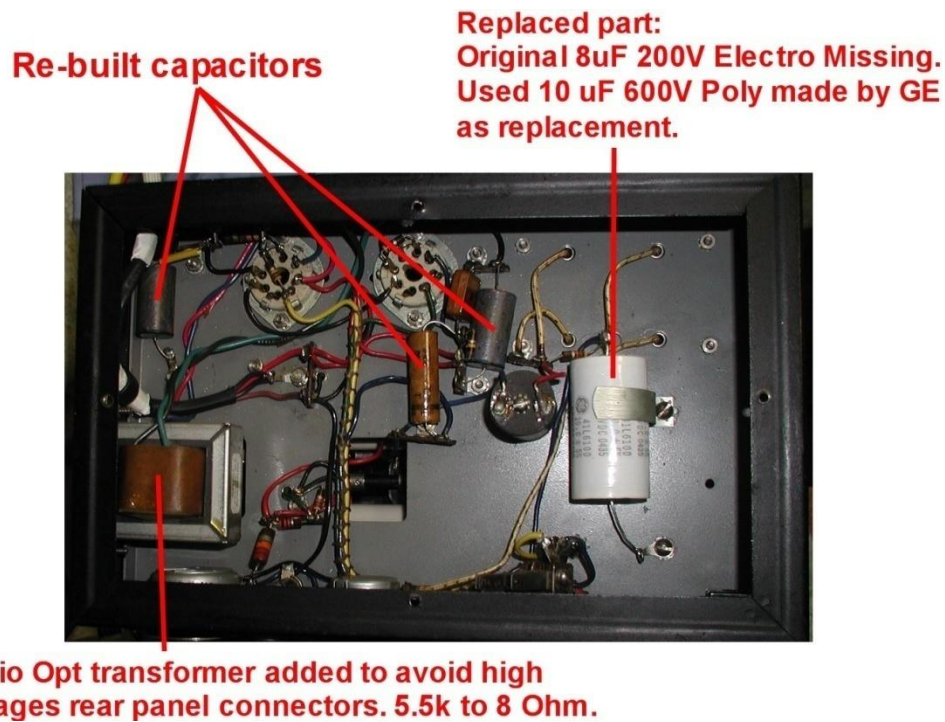 Re-built capacitors
Replaced part:
Original 8uF 200V Electro Missing.
Used 10 uF 600V Poly made by GE
as replacement.
io Opt transformer added to avoid high
ages rear panel connectors. 5.5k to 8 Ohm.